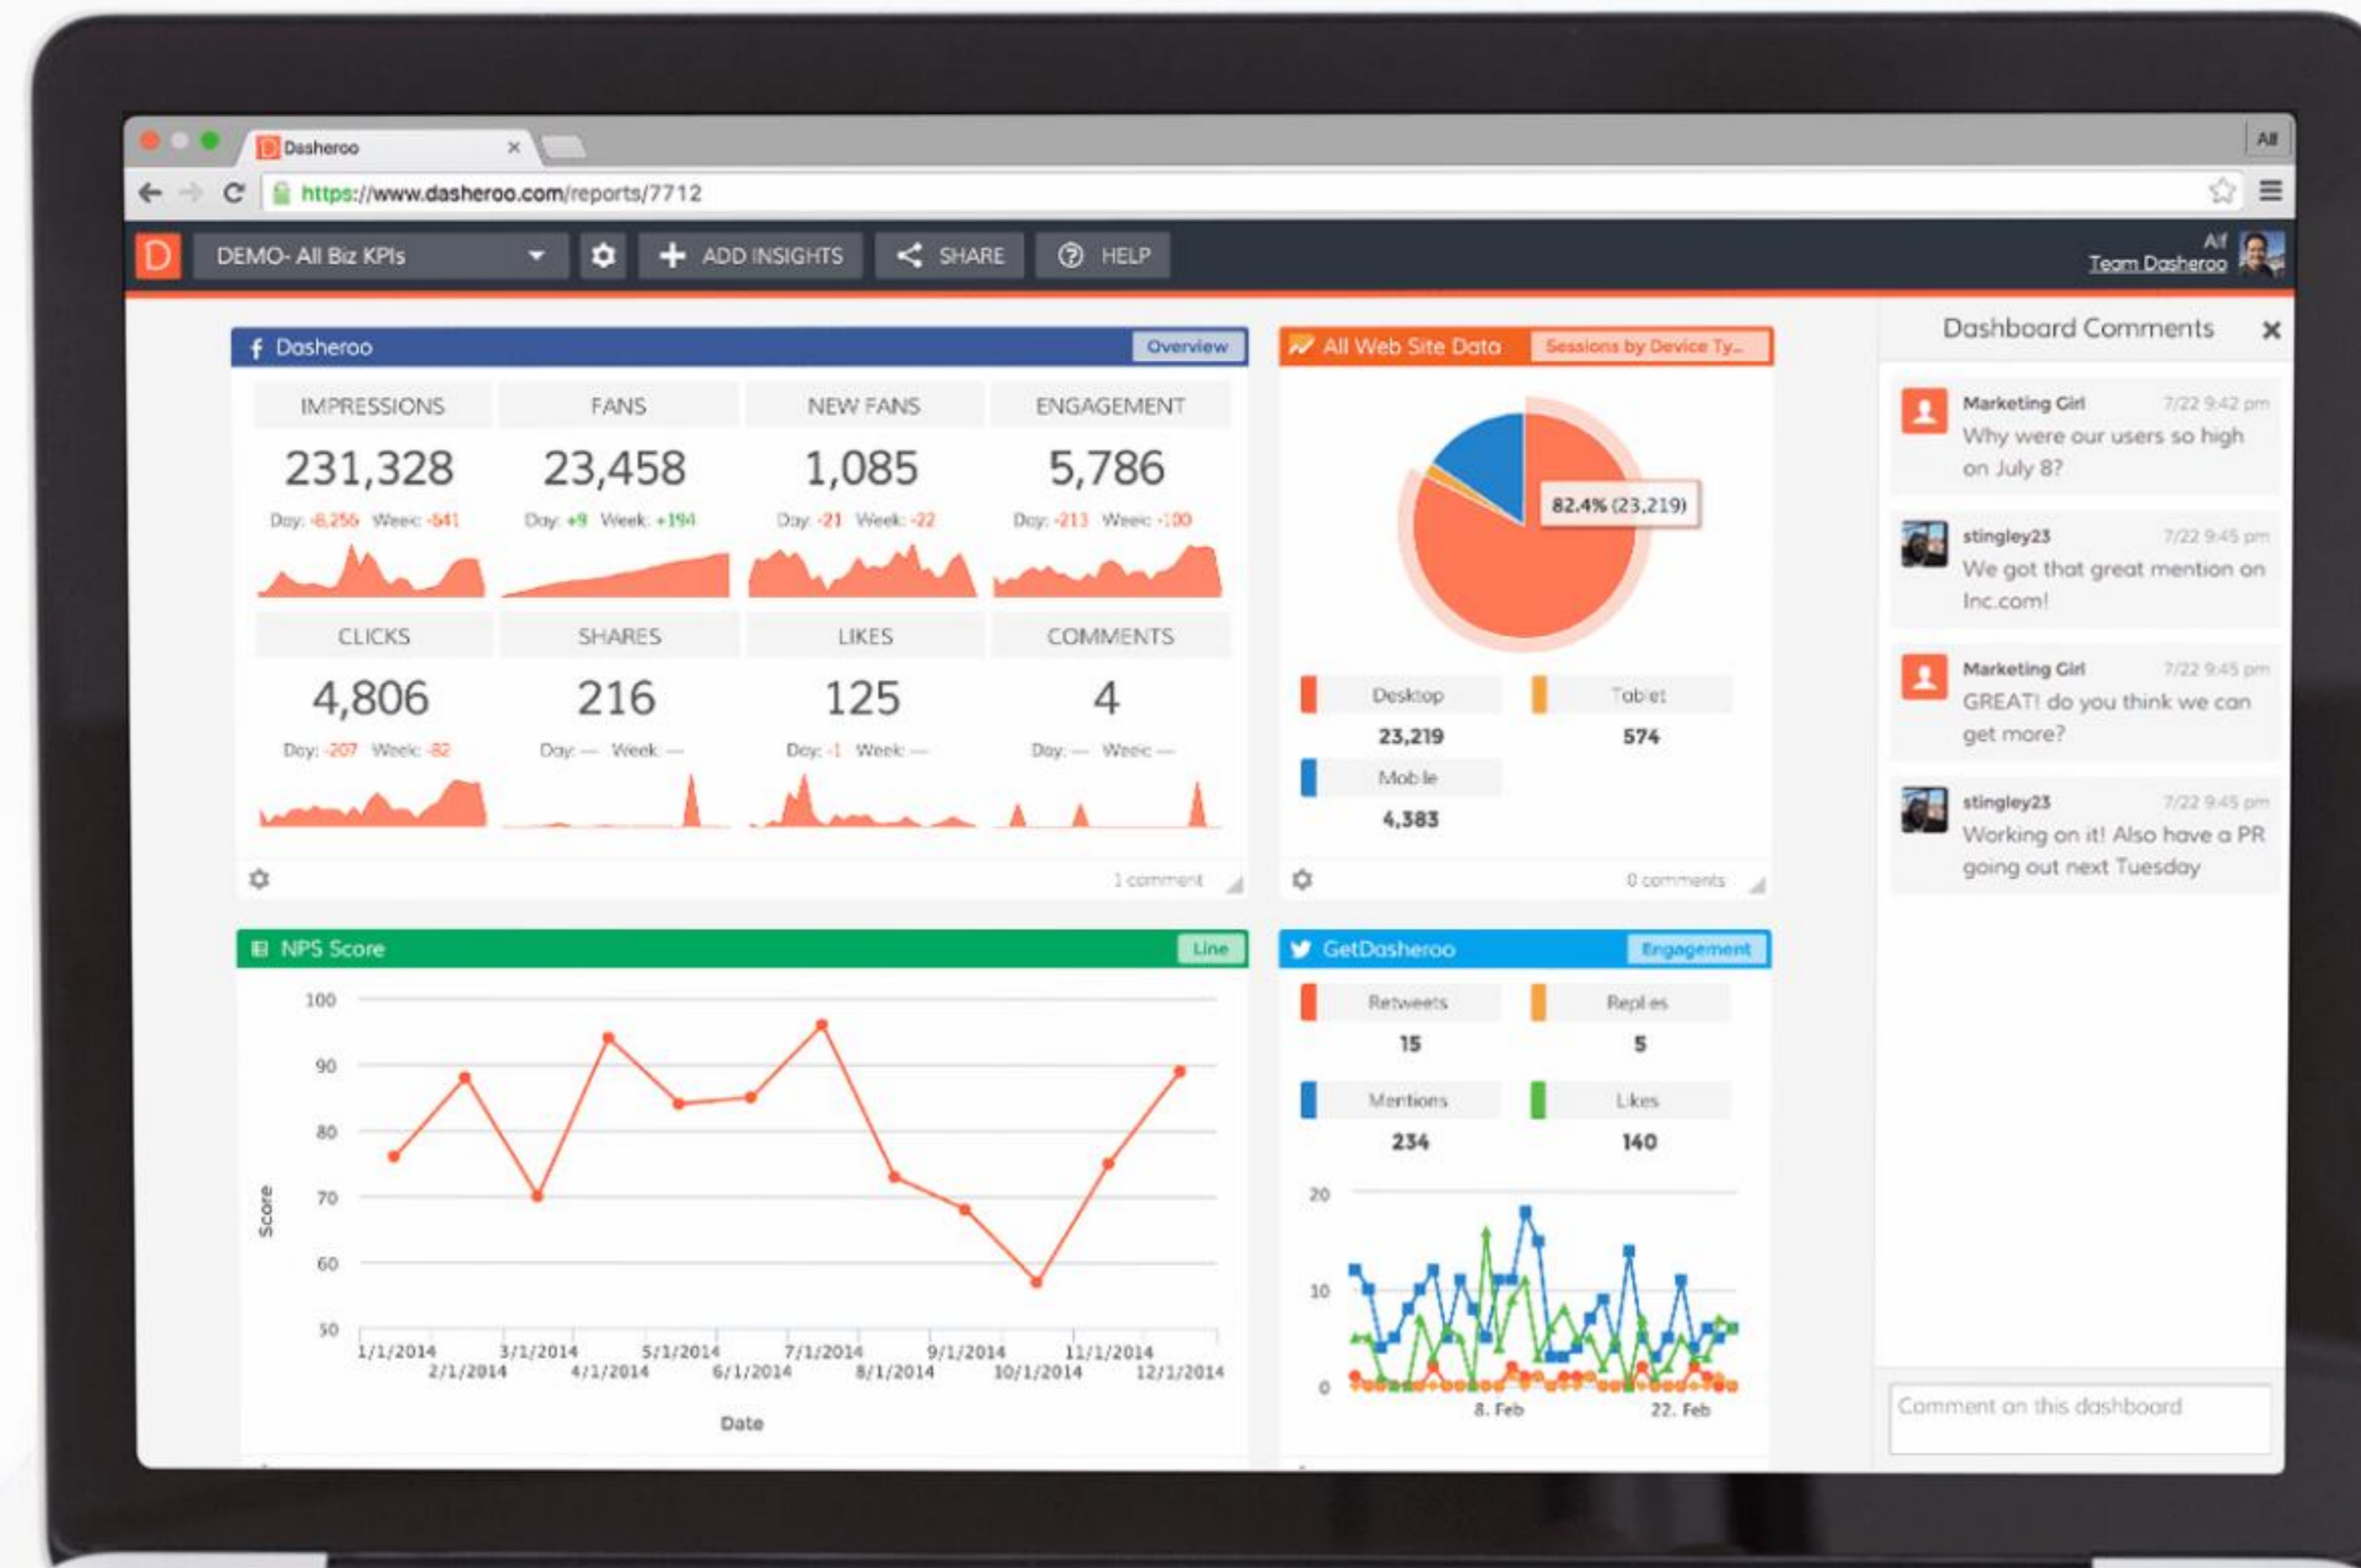 Dasheroo
All
https://www.dasheroo.com/reports/7712
D
DEMO- All Biz KPIs
ADD INSIGHTS
SHARE
HELP
Alf
Team Dasheroo
f Dasheroo
Overview
IMPRESSIONS
FANS
NEW FANS
ENGAGEMENT
231,328
23,458
1,085
5,786
Day: -8,256 Week: -541
Day: +9 Week: +194
Day: -21 Week: -22
Day: -213 Week: -100
CLICKS
SHARES
LIKES
COMMENTS
4,806
216
125
4
Day: -207 Week: -82
Day: — Week: —
Day: -1 Week: —
Day: — Week: —
1 comment
All Web Site Data
Sessions by Device Ty...
82.4% (23,219)
Desktop
Tablet
23,219
574
Mobile
4,383
0 comments
NPS Score
Line
100
90
80
70
60
50
Score
1/1/2014
2/1/2014
3/1/2014
4/1/2014
5/1/2014
6/1/2014
7/1/2014
8/1/2014
9/1/2014
10/1/2014
11/1/2014
12/1/2014
Date
GetDasheroo
Engagement
Retweets
Replies
15
5
Mentions
Likes
234
140
20
10
0
8. Feb
22. Feb
Dashboard Comments
Marketing Girl 7/22 9:42 pm
Why were our users so high
on July 8?
stingley23 7/22 9:45 pm
We got that great mention on
Inc.com!
Marketing Girl 7/22 9:45 pm
GREAT! do you think we can
get more?
stingley23 7/22 9:45 pm
Working on it! Also have a PR
going out next Tuesday
Comment on this dashboard